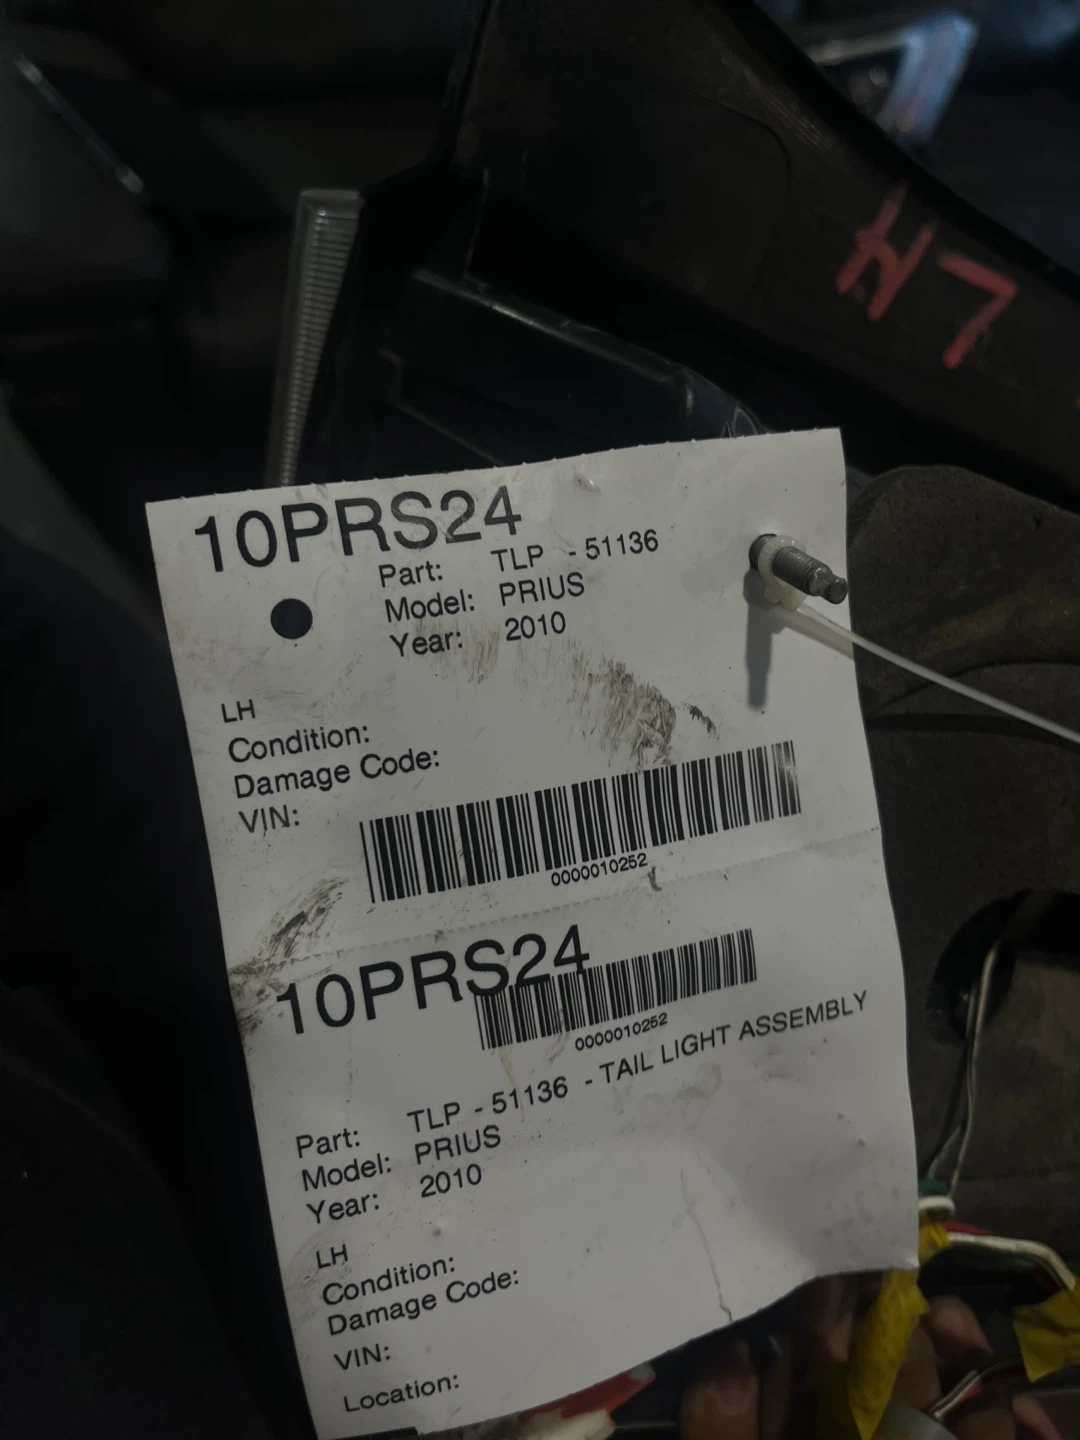 LH
10PRS24
Part: TLP - 51136
Model: PRIUS
Year: 2010
LH
Condition:
Damage Code:
VIN:
0000010252
10PRS24
0000010252
Part: TLP - 51136 - TAIL LIGHT ASSEMBLY
Model: PRIUS
Year: 2010
LH
Condition:
Damage Code:
VIN:
Location: